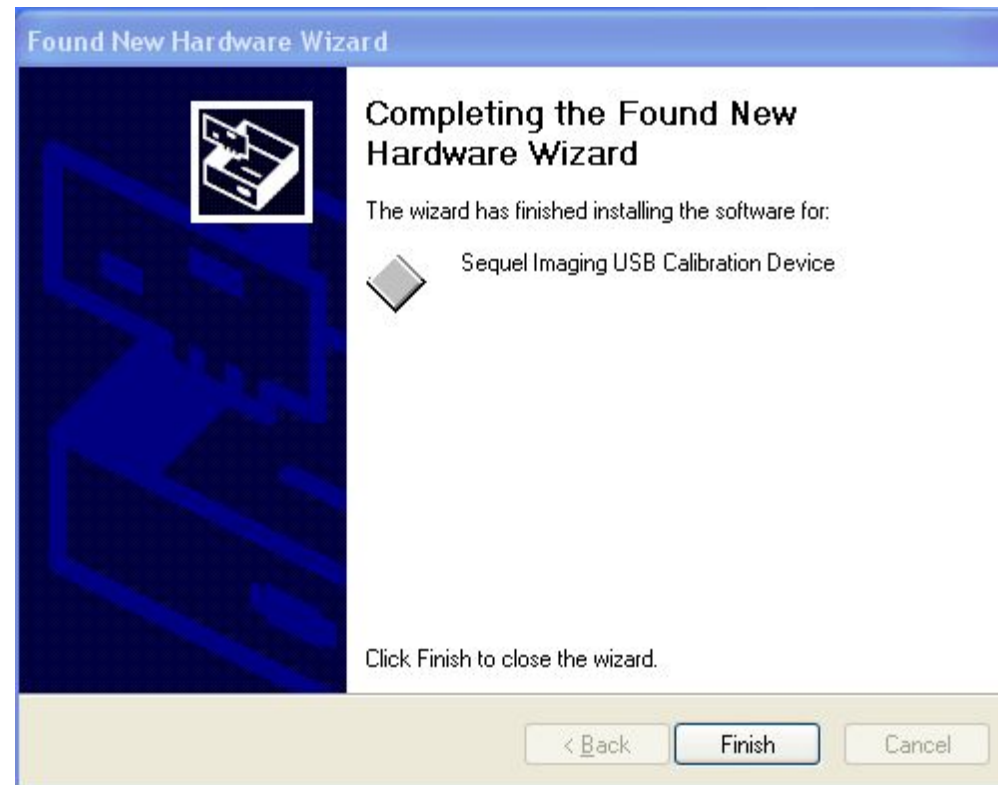 Found New Hardware Wizard
Completing the Found New
Hardware Wizard
The wizard has finished installing the software for:
Sequel Imaging USB Calibration Device
Click Finish to close the wizard.
< Back
Finish
Cancel